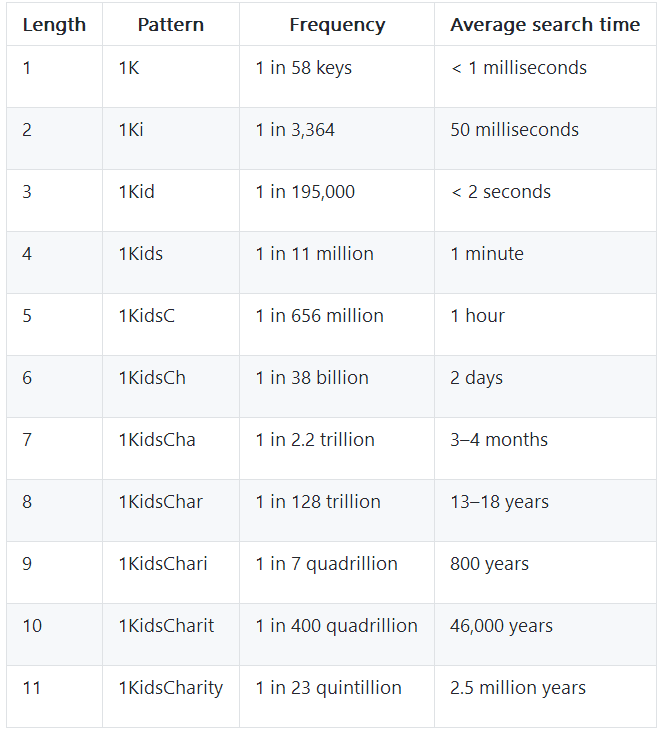 Length Pattern Frequency Average search time
1 1K 1 in 58 keys < 1 milliseconds
2 1Ki 1 in 3,364 50 milliseconds
3 1Kid 1 in 195,000 < 2 seconds
4 1Kids 1 in 11 million 1 minute
5 1KidsC 1 in 656 million 1 hour
6 1KidsCh 1 in 38 billion 2 days
7 1KidsCha 1 in 2.2 trillion 3–4 months
8 1KidsChar 1 in 128 trillion 13–18 years
9 1KidsChari 1 in 7 quadrillion 800 years
10 1KidsCharit 1 in 400 quadrillion 46,000 years
11 1KidsCharity 1 in 23 quintillion 2.5 million years